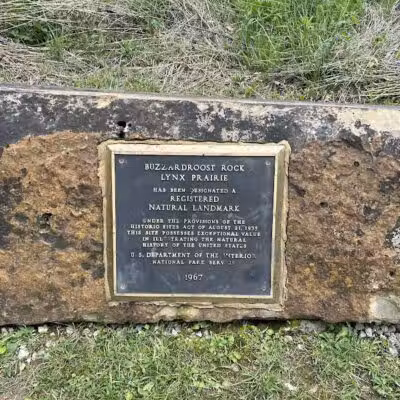 BUZZARDROOST ROCK
LYNX PRAIRIE
HAS BEEN DESIGNATED A
REGISTERED
NATURAL LANDMARK
UNDER THE PROVISIONS OF THE
HISTORIC SITES ACT OF AUGUST 21, 1935
THIS SITE POSSESSES EXCEPTIONAL VALUE
IN ILLUSTRATING THE NATURAL
HISTORY OF THE UNITED STATES
U.S. DEPARTMENT OF THE INTERIOR
NATIONAL PARK SERVICE
1967